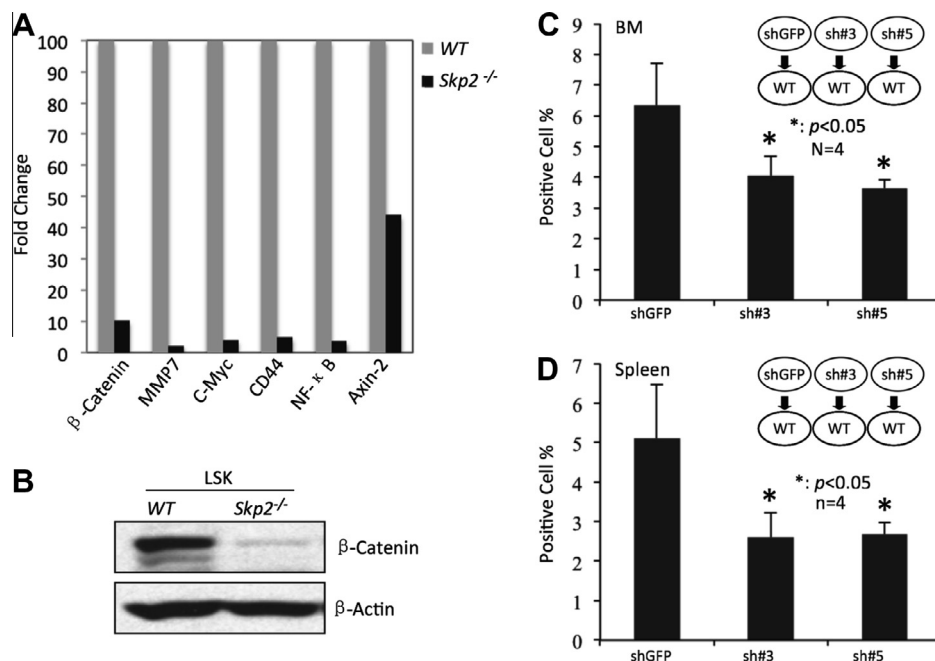 A
WT
Skp2 -/-
Fold Change
100
90
80
70
60
50
40
30
20
10
0
β-Catenin
MMP7
C-Myc
CD44
NF-κB
Axin-2
B
LSK
WT
Skp2-/-
β-Catenin
β-Actin
C
BM
Positive Cell %
9
8
7
6
5
4
3
2
1
0
shGFP
sh#3
sh#5
WT
WT
WT
*: p<0.05
N=4
*
*
shGFP
sh#3
sh#5
D
Spleen
Positive Cell %
7
6
5
4
3
2
1
0
shGFP
sh#3
sh#5
WT
WT
WT
*: p<0.05
n=4
*
*
shGFP
sh#3
sh#5